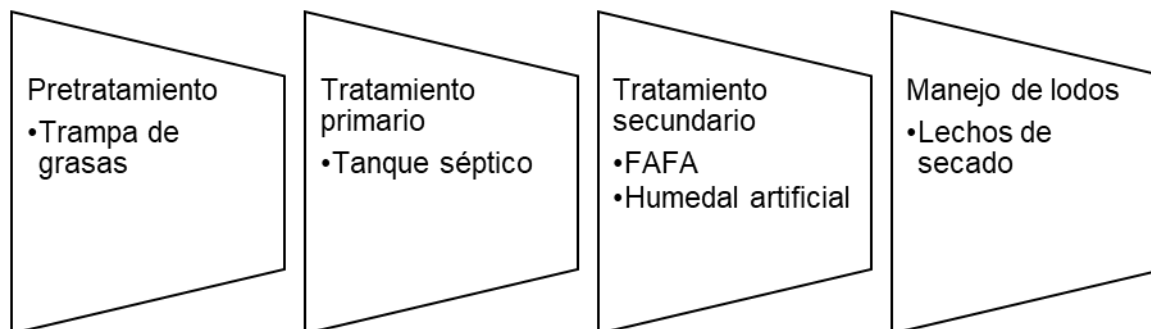 Pretratamiento
•Trampa de
grasas
Tratamiento
primario
•Tanque séptico
Tratamiento
secundario
•FAFA
•Humedal artificial
Manejo de lodos
•Lechos de
secado